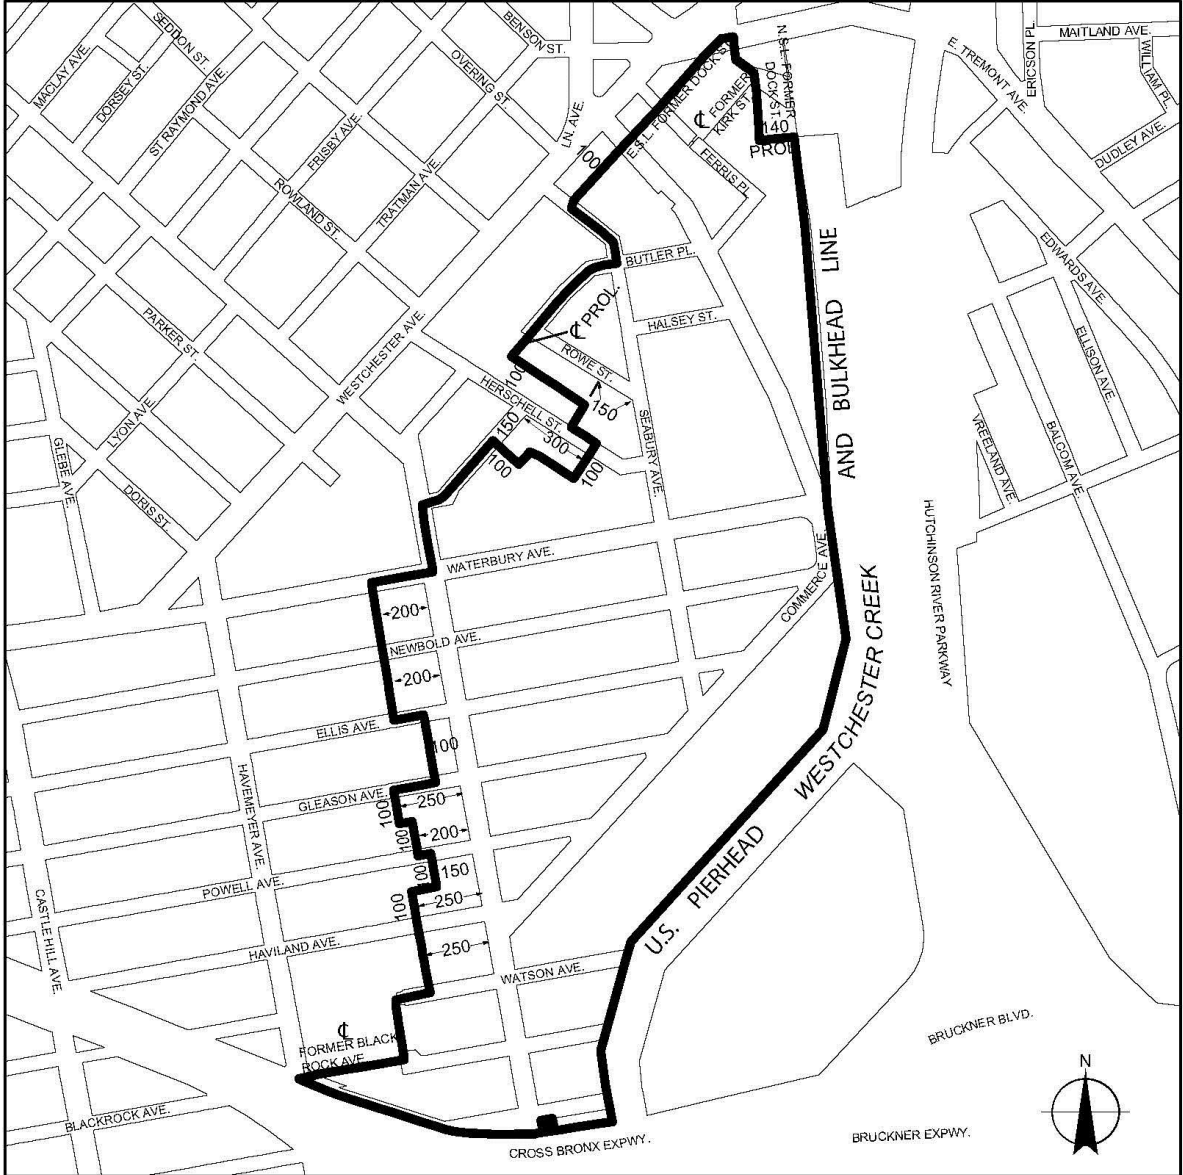 SEDDON ST.
BENSON ST.
MACLAY AVE.
DORSEY ST.
ST RAYMOND AVE.
OVERING ST.
FRISBY AVE.
LN. AVE.
ROWLAND ST.
TRATMAN AVE.
100
E.S.L. FORMER DOCK S
℄ FORMER
KIRK ST.
N.S.L. FORMER
DOCK ST.
140
PROL
FERRIS PL
ERICSON PL.
MAITLAND AVE.
WILLIAM PL
E. TREMONT AVE.
DUDLEY AVE.
EDWARDS AVE.
ELLISON AVE.
BALCOM AVE.
VREELAND AVE.
BUTLER PL.
HALSEY ST.
℄ PROL.
ROWE ST.
150
100
HERSCHELL ST.
150
300
100
100
SEABURY AVE.
PARKER ST.
WESTCHESTER AVE.
LYON AVE.
GLEBE AVE.
DORIS ST.
WATERBURY AVE.
200
NEWBOLD AVE.
200
ELLIS AVE.
100
HAVEMEYER AVE.
GLEASON AVE.
100
250
100
200
100
150
POWELL AVE.
100
250
CASTLE HILL AVE.
HAVILAND AVE.
250
WATSON AVE.
℄
FORMER BLACK
ROCK AVE
BLACKROCK AVE.
CROSS BRONX EXPWY.
COMMERCE AVE.
HUTCHINSON RIVER PARKWAY
U.S. PIERHEAD AND BULKHEAD LINE
WESTCHESTER CREEK
BRUCKNER BLVD.
BRUCKNER EXPWY.
N